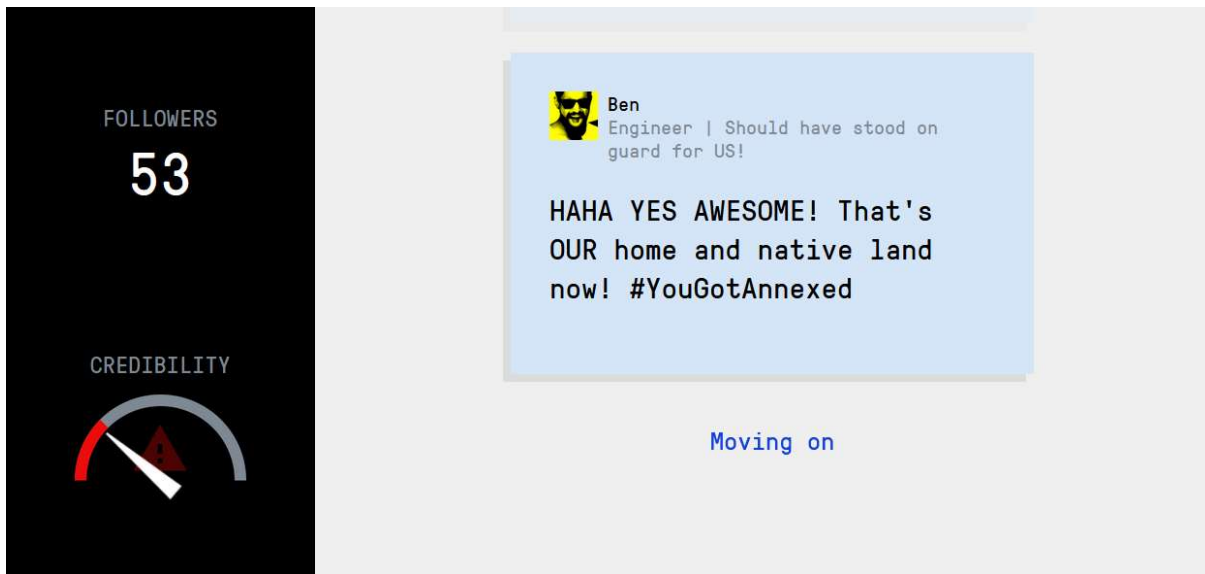 FOLLOWERS
53
CREDIBILITY
Ben
Engineer | Should have stood on
guard for US!
HAHA YES AWESOME! That's
OUR home and native land
now! #YouGotAnnexed
Moving on